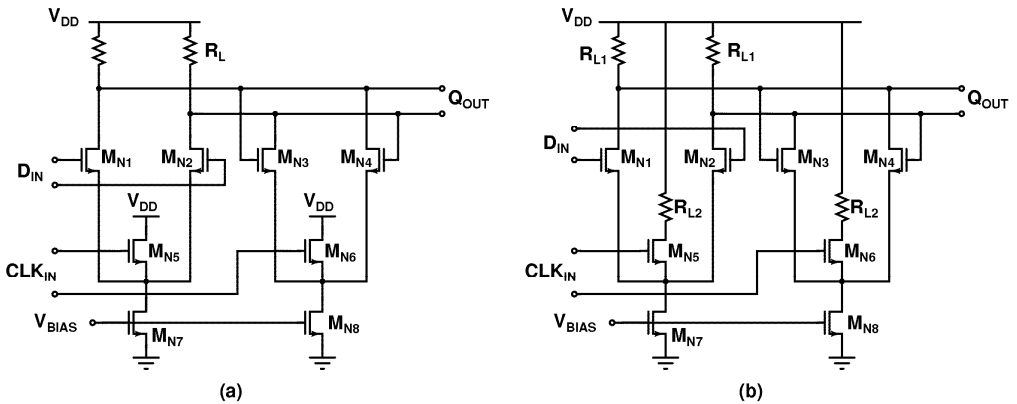 V_DD
R_L
Q_OUT
D_IN
M_N1
M_N2
M_N3
M_N4
V_DD
V_DD
M_N5
M_N6
CLK_IN
V_BIAS
M_N7
M_N8
(a)
V_DD
R_L1
R_L1
Q_OUT
D_IN
M_N1
M_N2
M_N3
M_N4
R_L2
R_L2
M_N5
M_N6
CLK_IN
V_BIAS
M_N7
M_N8
(b)